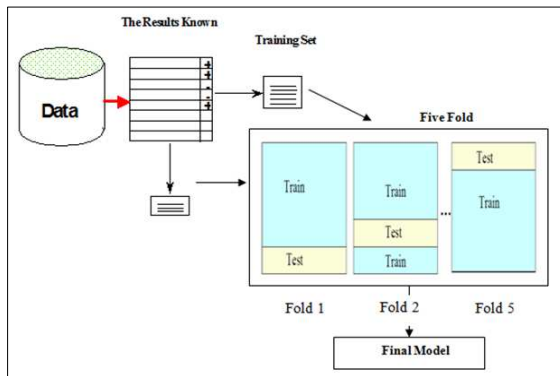 The Results Known
Training Set
Data
+
+
-
-
+
Five Fold
Train
Test
Train
Test
Train
...
Test
Train
Fold 1
Fold 2
Fold 5
Final Model